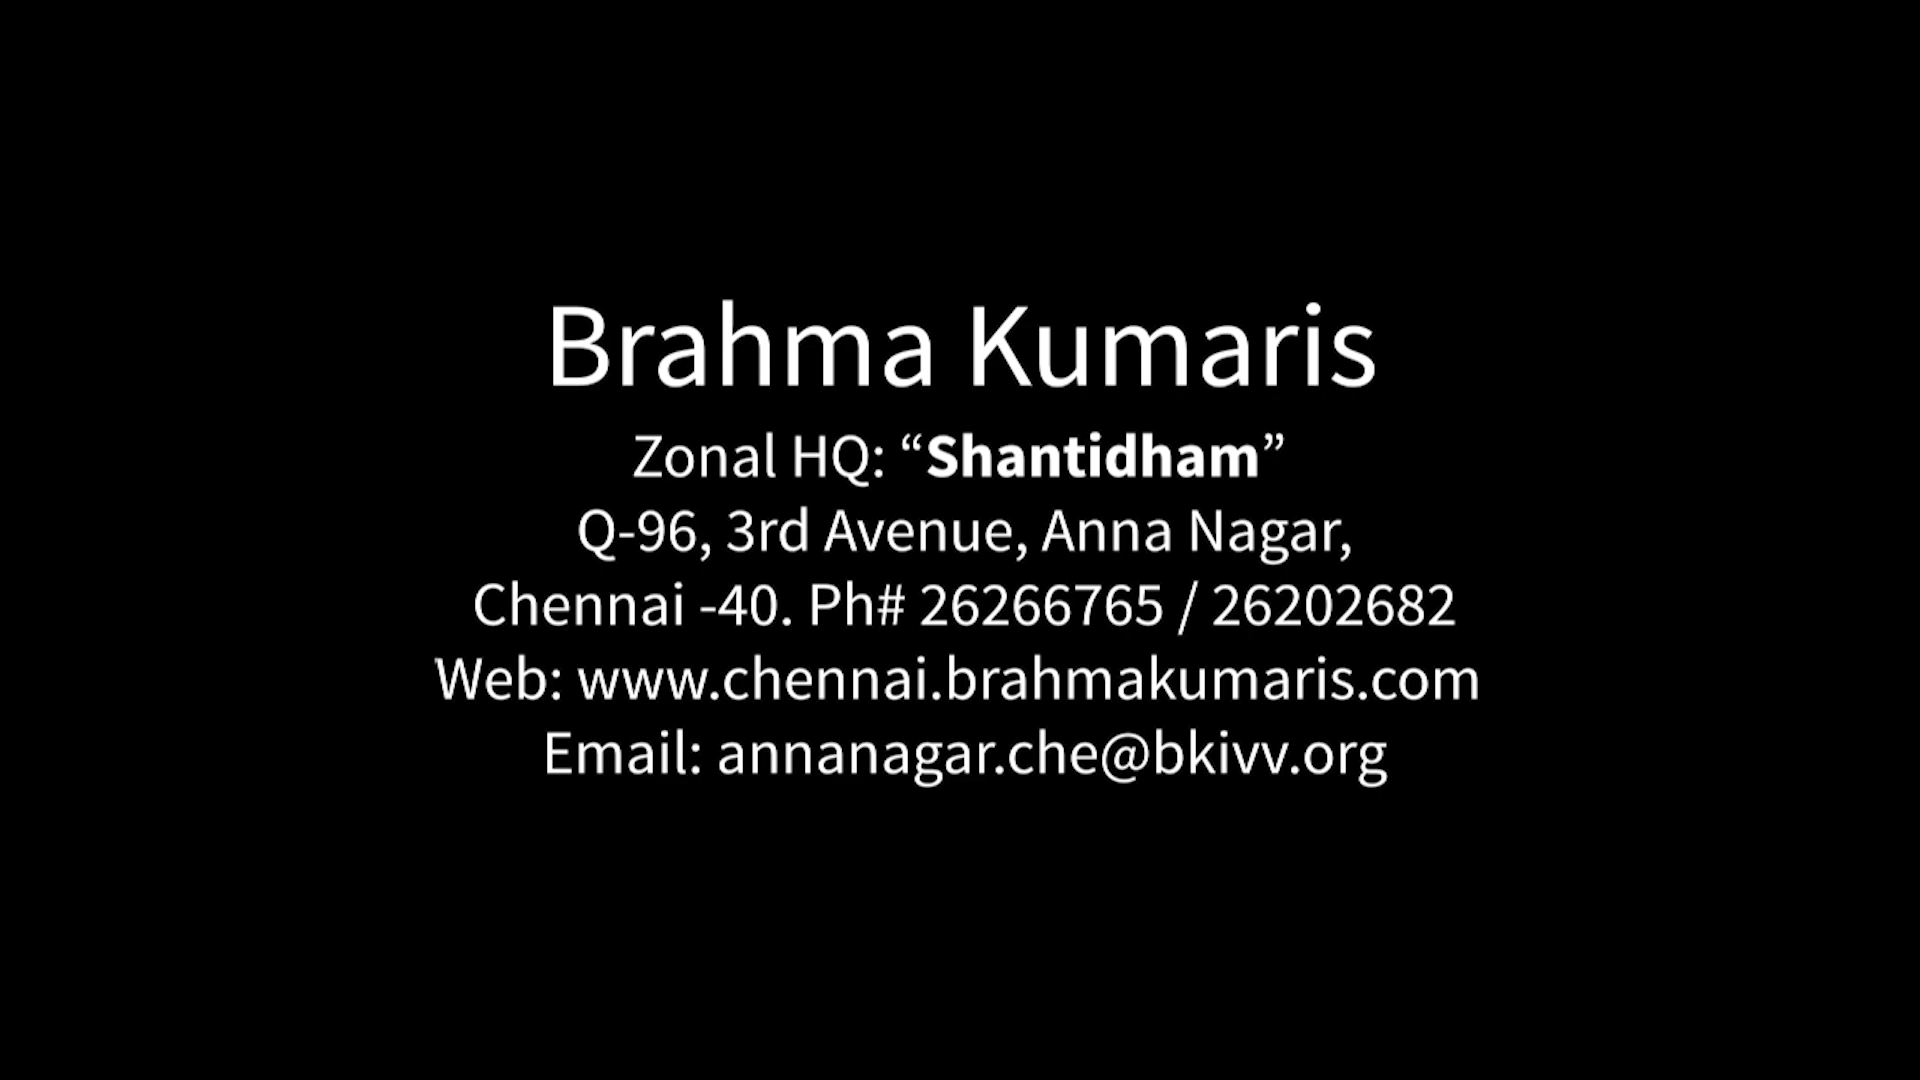 Brahma Kumaris
Zonal HQ: “Shantidham”
Q-96, 3rd Avenue, Anna Nagar,
Chennai -40. Ph# 26266765 / 26202682
Web: www.chennai.brahmakumaris.com
Email: annanagar.che@bkivv.org